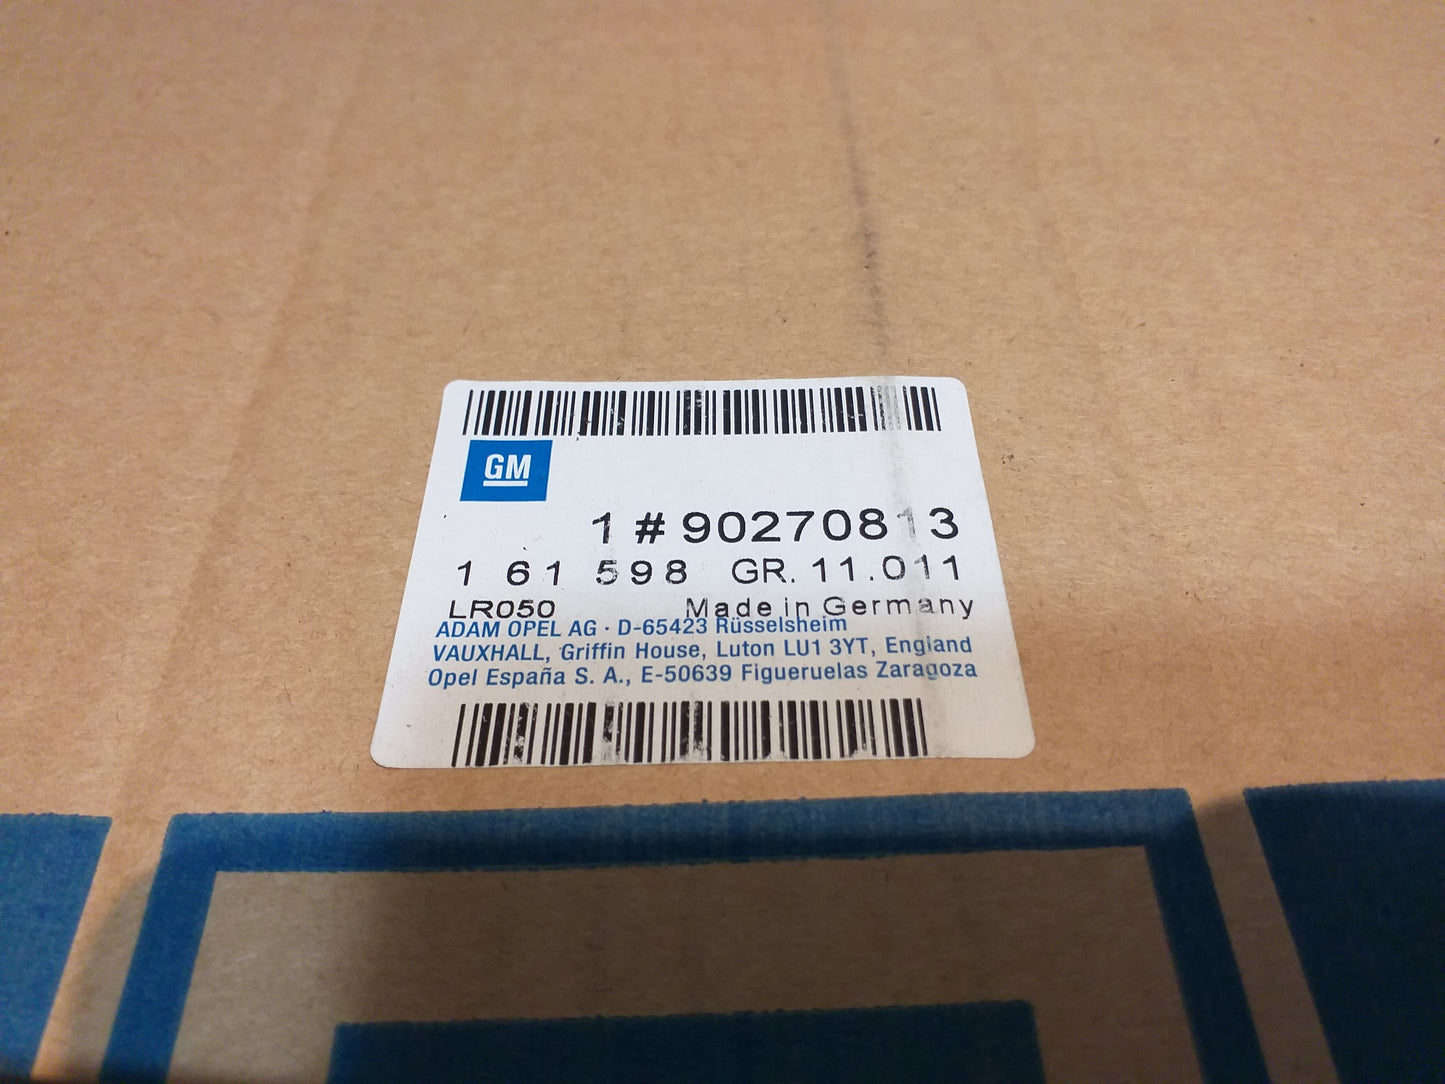 GM
1 # 90270813
1 61 598 GR. 11.011
LR050 Made in Germany
ADAM OPEL AG · D-65423 Rüsselsheim
VAUXHALL, Griffin House, Luton LU1 3YT, England
Opel España S. A., E-50639 Figueruelas Zaragoza